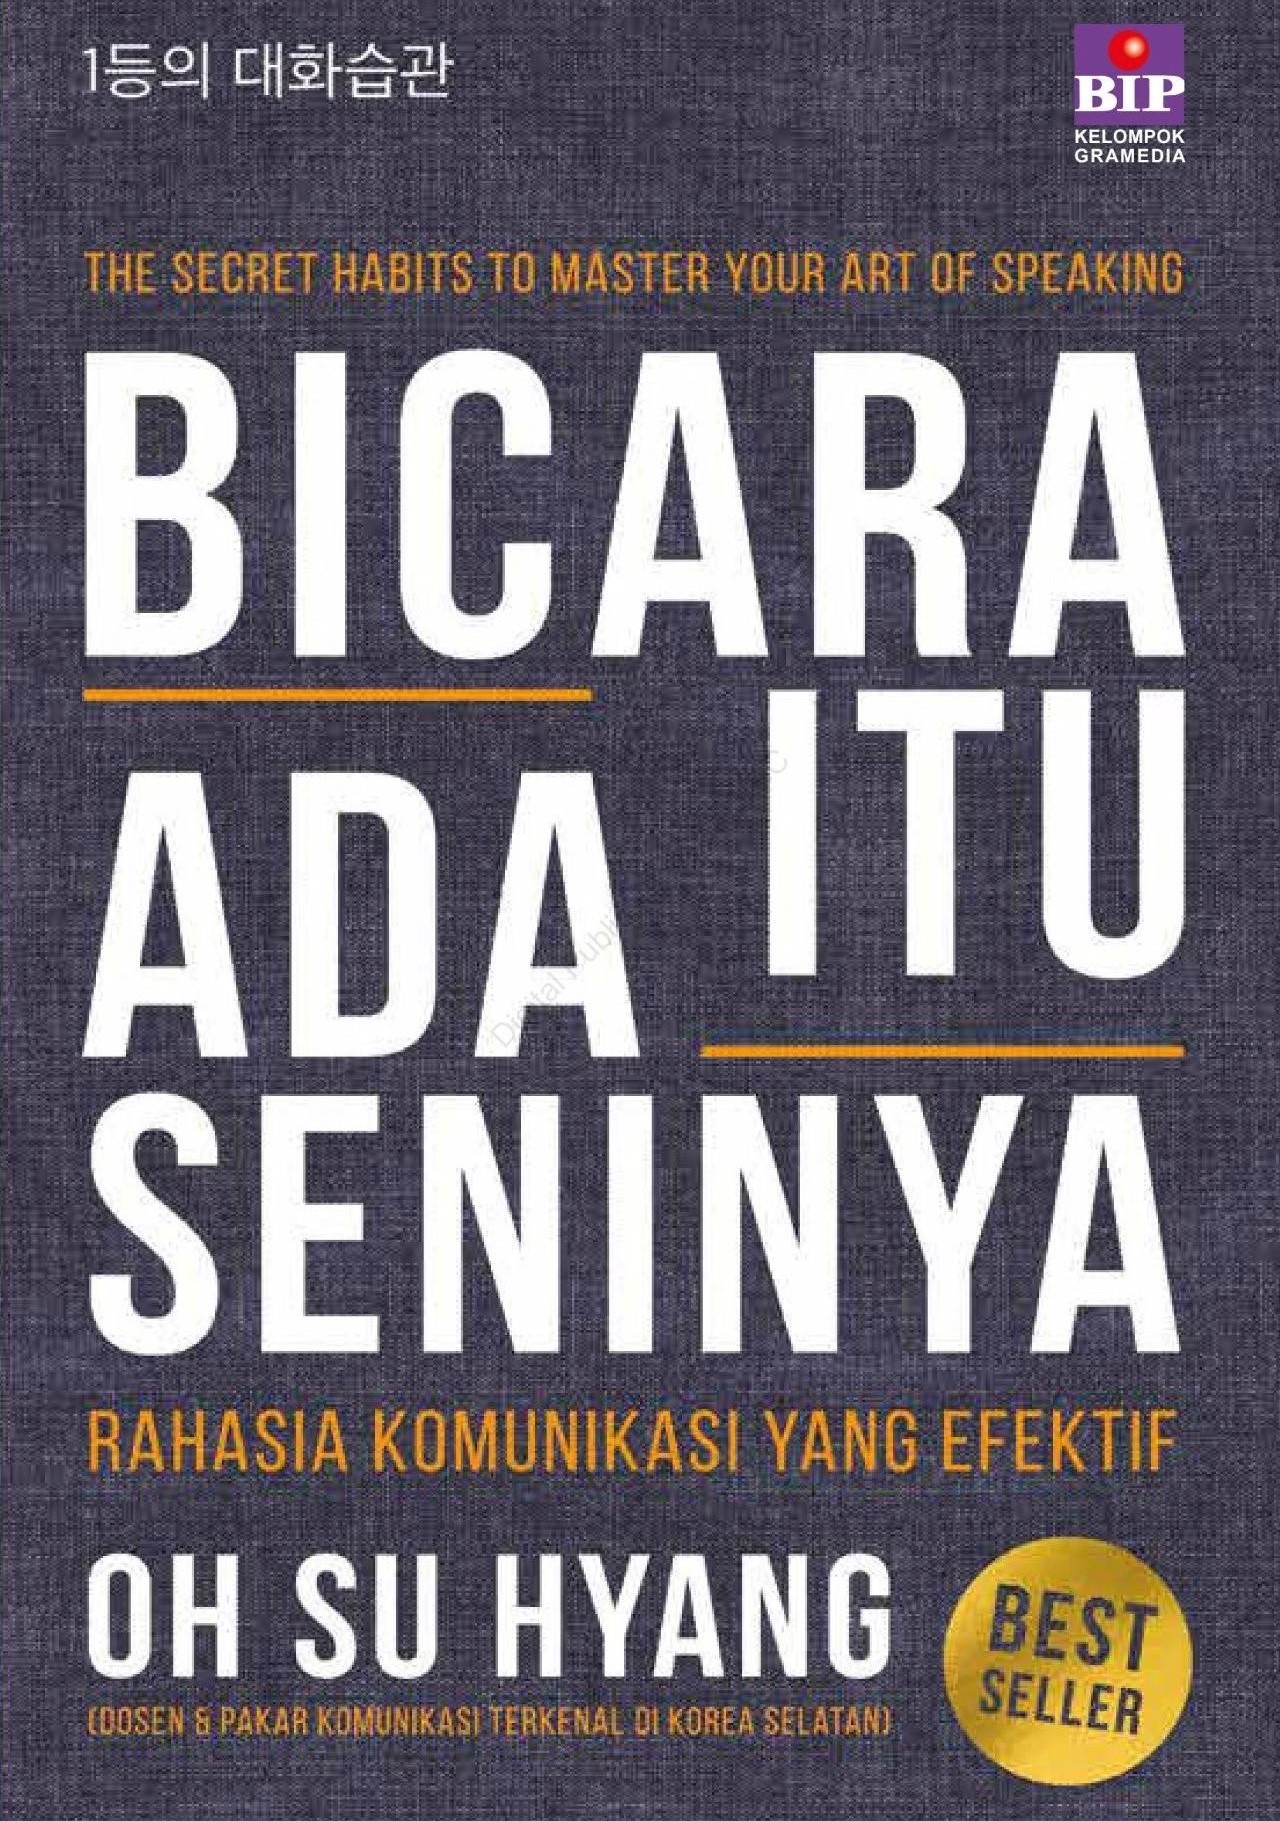 1등의 대화습관
BIP
KELOMPOK
GRAMEDIA
THE SECRET HABITS TO MASTER YOUR ART OF SPEAKING
BICARA
ITU
ADA
SENINYA
RAHASIA KOMUNIKASI YANG EFEKTIF
OH SU HYANG
(DOSEN & PAKAR KOMUNIKASI TERKENAL DI KOREA SELATAN)
BEST
SELLER